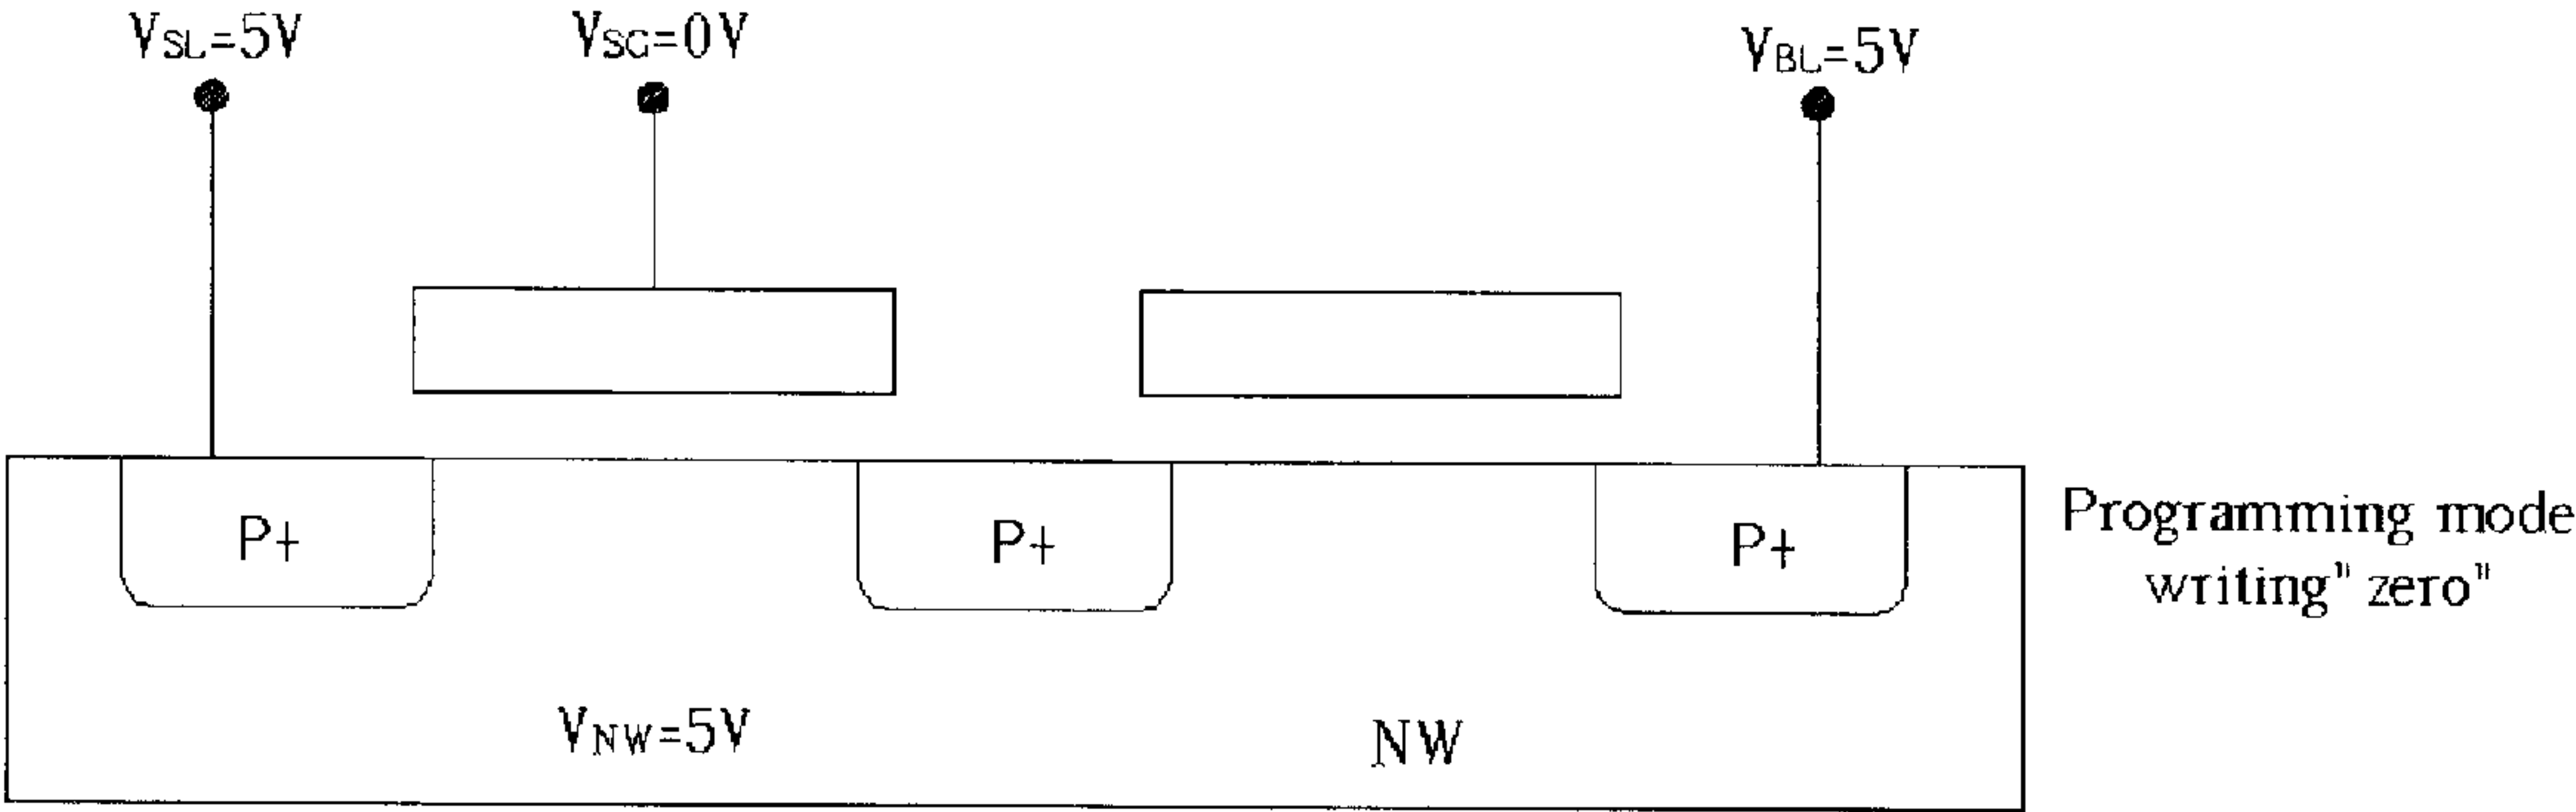 VSL=5V
VSG=0V
VBL=5V
P+
P+
P+
Programming mode
writing" zero"
VNW=5V
NW